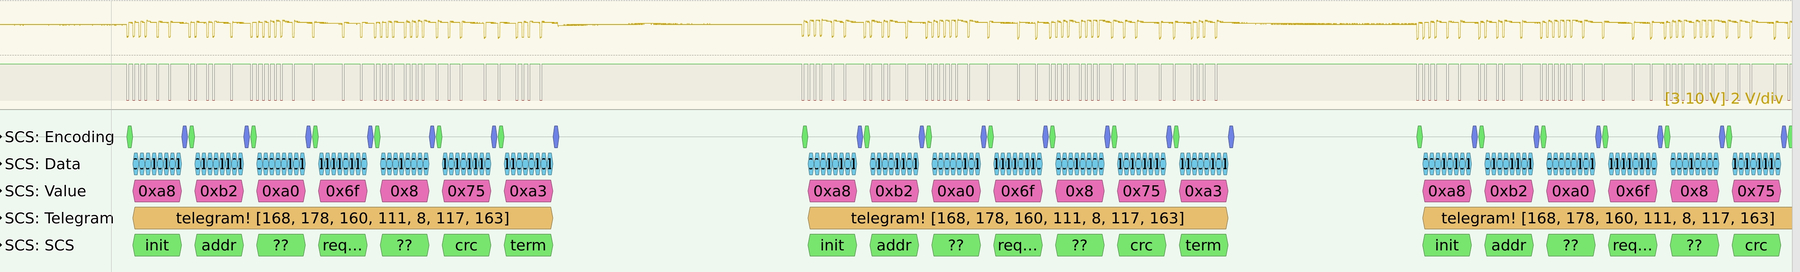 [3.10 V] 2 V/div
SCS: Encoding
SCS: Data
SCS: Value 0xa8 0xb2 0xa0 0x6f 0x8 0x75 0xa3 0xa8 0xb2 0xa0 0x6f 0x8 0x75 0xa3 0xa8 0xb2 0xa0 0x6f 0x8 0x75
SCS: Telegram telegram! [168, 178, 160, 111, 8, 117, 163] telegram! [168, 178, 160, 111, 8, 117, 163] telegram! [168, 178, 160, 111, 8, 117, 163]
SCS: SCS init addr ?? req... ?? crc term init addr ?? req... ?? crc term init addr ?? req... ?? crc